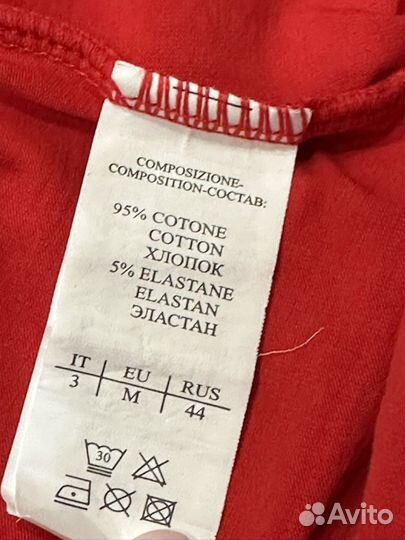 COMPOSIZIONE-
COMPOSITION-СОСТАВ:
95% COTONE
COTTON
ХЛОПОК
5% ELASTANE
ELASTAN
ЭЛАСТАН
IT EU RUS
3 M 44
30
Avito